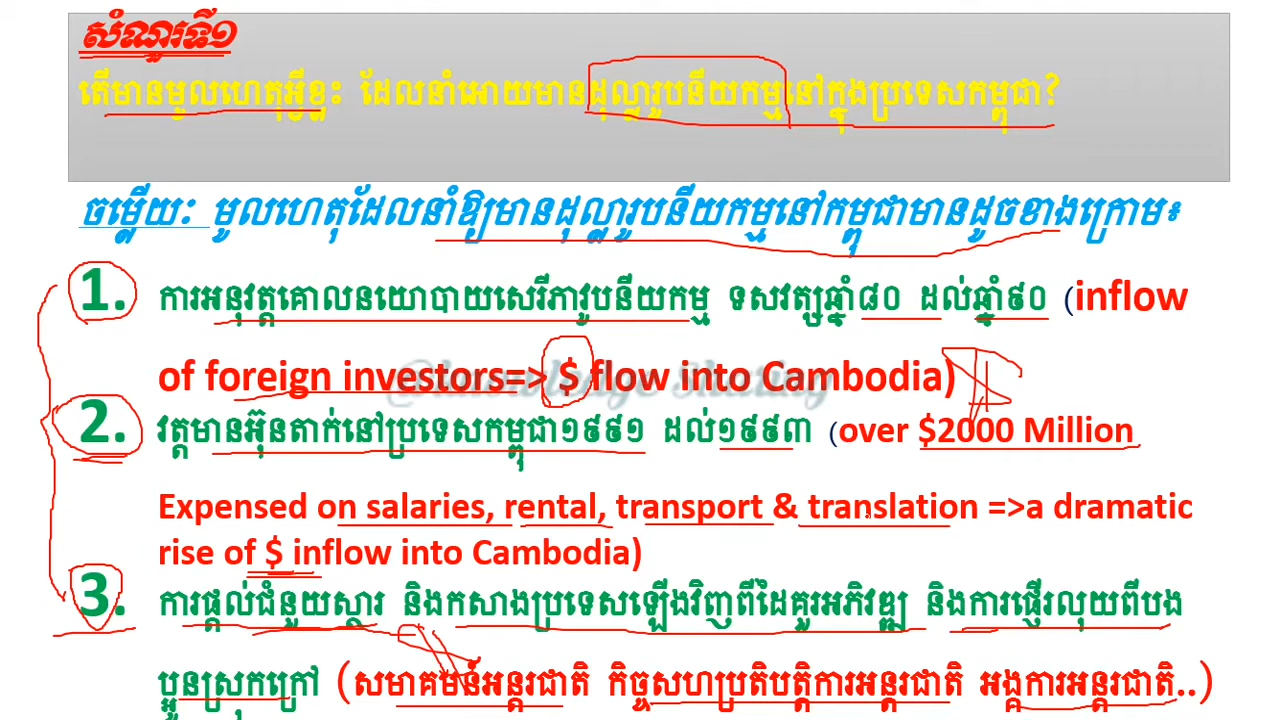 សំណួរទី១
តើមានមូលហេតុអ្វីខ្លះ ដែលនាំអោយមានដុល្លារូបនីយកម្មនៅក្នុងប្រទេសកម្ពុជា?
ចម្លើយ៖ មូលហេតុដែលនាំឱ្យមានដុល្លារូបនីយកម្មនៅកម្ពុជាមានដូចខាងក្រោម៖
1. ការអនុវត្តគោលនយោបាយសេរីភាវូបនីយកម្ម ទសវត្សឆ្នាំ៨០ ដល់ឆ្នាំ៩០ (inflow
of foreign investors=> $ flow into Cambodia)
@knowledge Sharing
2. វត្តមានអ៊ុនតាក់នៅប្រទេសកម្ពុជា១៩៩១ ដល់១៩៩៣ (over $2000 Million
Expensed on salaries, rental, transport & translation =>a dramatic
rise of $ inflow into Cambodia)
3. ការផ្តល់ជំនួយស្តារ និងកសាងប្រទេសឡើងវិញពីដៃគូរអភិវឌ្ឍ និងការផ្ញើរលុយពីបង
ប្អូនស្រុកក្រៅ (សមាគមន៍អន្តរជាតិ កិច្ចសហប្រតិបត្តិការអន្តរជាតិ អង្គការអន្តរជាតិ..)